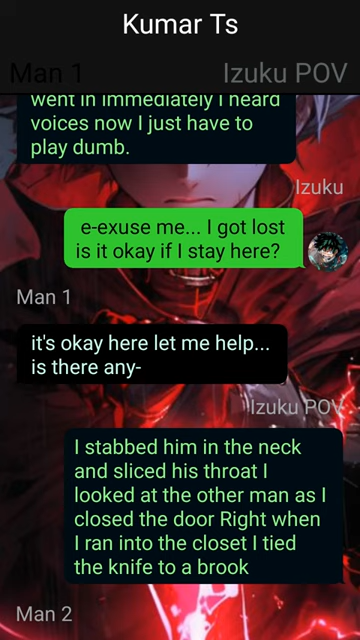 Kumar Ts
Man 1 Izuku POV
went in immediately I heard
voices now I just have to
play dumb.
Izuku
e-exuse me... I got lost
is it okay if I stay here?
Man 1
it's okay here let me help...
is there any-
Izuku POV
I stabbed him in the neck
and sliced his throat I
looked at the other man as I
closed the door Right when
I ran into the closet I tied
the knife to a brook
Man 2